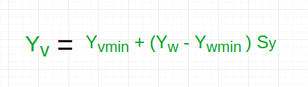 Yv = Yvmin + (Yw - Ywmin ) Sy